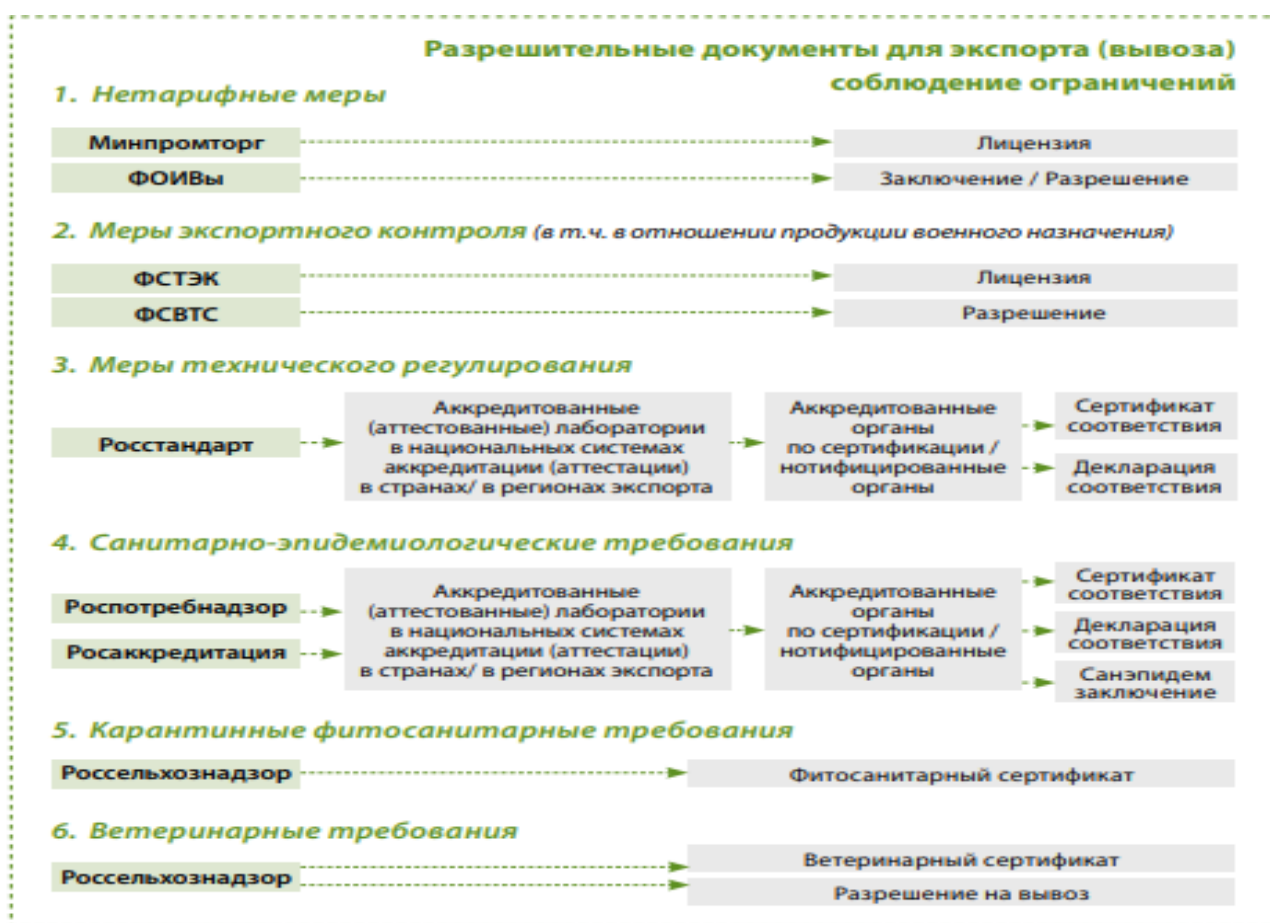 Разрешительные документы для экспорта (вывоза)
соблюдение ограничений
1. Нетарифные меры
Минпромторг
Лицензия
ФОИВы
Заключение / Разрешение
2. Меры экспортного контроля (в т.ч. в отношении продукции военного назначения)
ФСТЭК
Лицензия
ФСВТС
Разрешение
3. Меры технического регулирования
Росстандарт
Аккредитованные
(аттестованные) лаборатории
в национальных системах
аккредитации (аттестации)
в странах/ в регионах экспорта
Аккредитованные
органы
по сертификации /
нотифицированные
органы
Сертификат
соответствия
Декларация
соответствия
4. Санитарно-эпидемиологические требования
Роспотребнадзор
Росаккредитация
Аккредитованные
(аттестованные) лаборатории
в национальных системах
аккредитации (аттестации)
в странах/ в регионах экспорта
Аккредитованные
органы
по сертификации /
нотифицированные
органы
Сертификат
соответствия
Декларация
соответствия
Санэпидем
заключение
5. Карантинные фитосанитарные требования
Россельхознадзор
Фитосанитарный сертификат
6. Ветеринарные требования
Россельхознадзор
Ветеринарный сертификат
Разрешение на вывоз